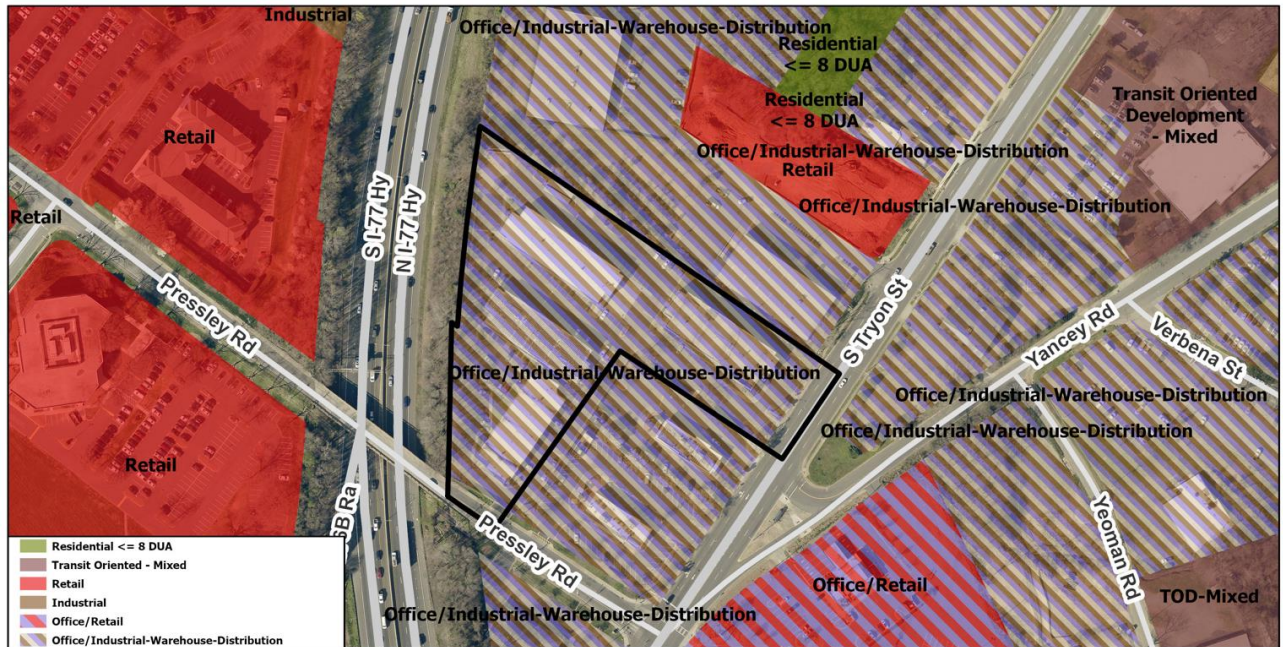 Industrial
Office/Industrial-Warehouse-Distribution
Residential
<= 8 DUA
Retail
Residential
<= 8 DUA
Transit Oriented
Development
- Mixed
Office/Industrial-Warehouse-Distribution
Retail
Office/Industrial-Warehouse-Distribution
Retail
S I-77 Hy
N I-77 Hy
Pressley Rd
S Tryon St
Yancey Rd
Verbena St
Office/Industrial-Warehouse-Distribution
Office/Industrial-Warehouse-Distribution
Office/Industrial-Warehouse-Distribution
Retail
SB Ra
Pressley Rd
Yeoman Rd
Office/Retail
TOD-Mixed
Office/Industrial-Warehouse-Distribution
Residential <= 8 DUA
Transit Oriented - Mixed
Retail
Industrial
Office/Retail
Office/Industrial-Warehouse-Distribution